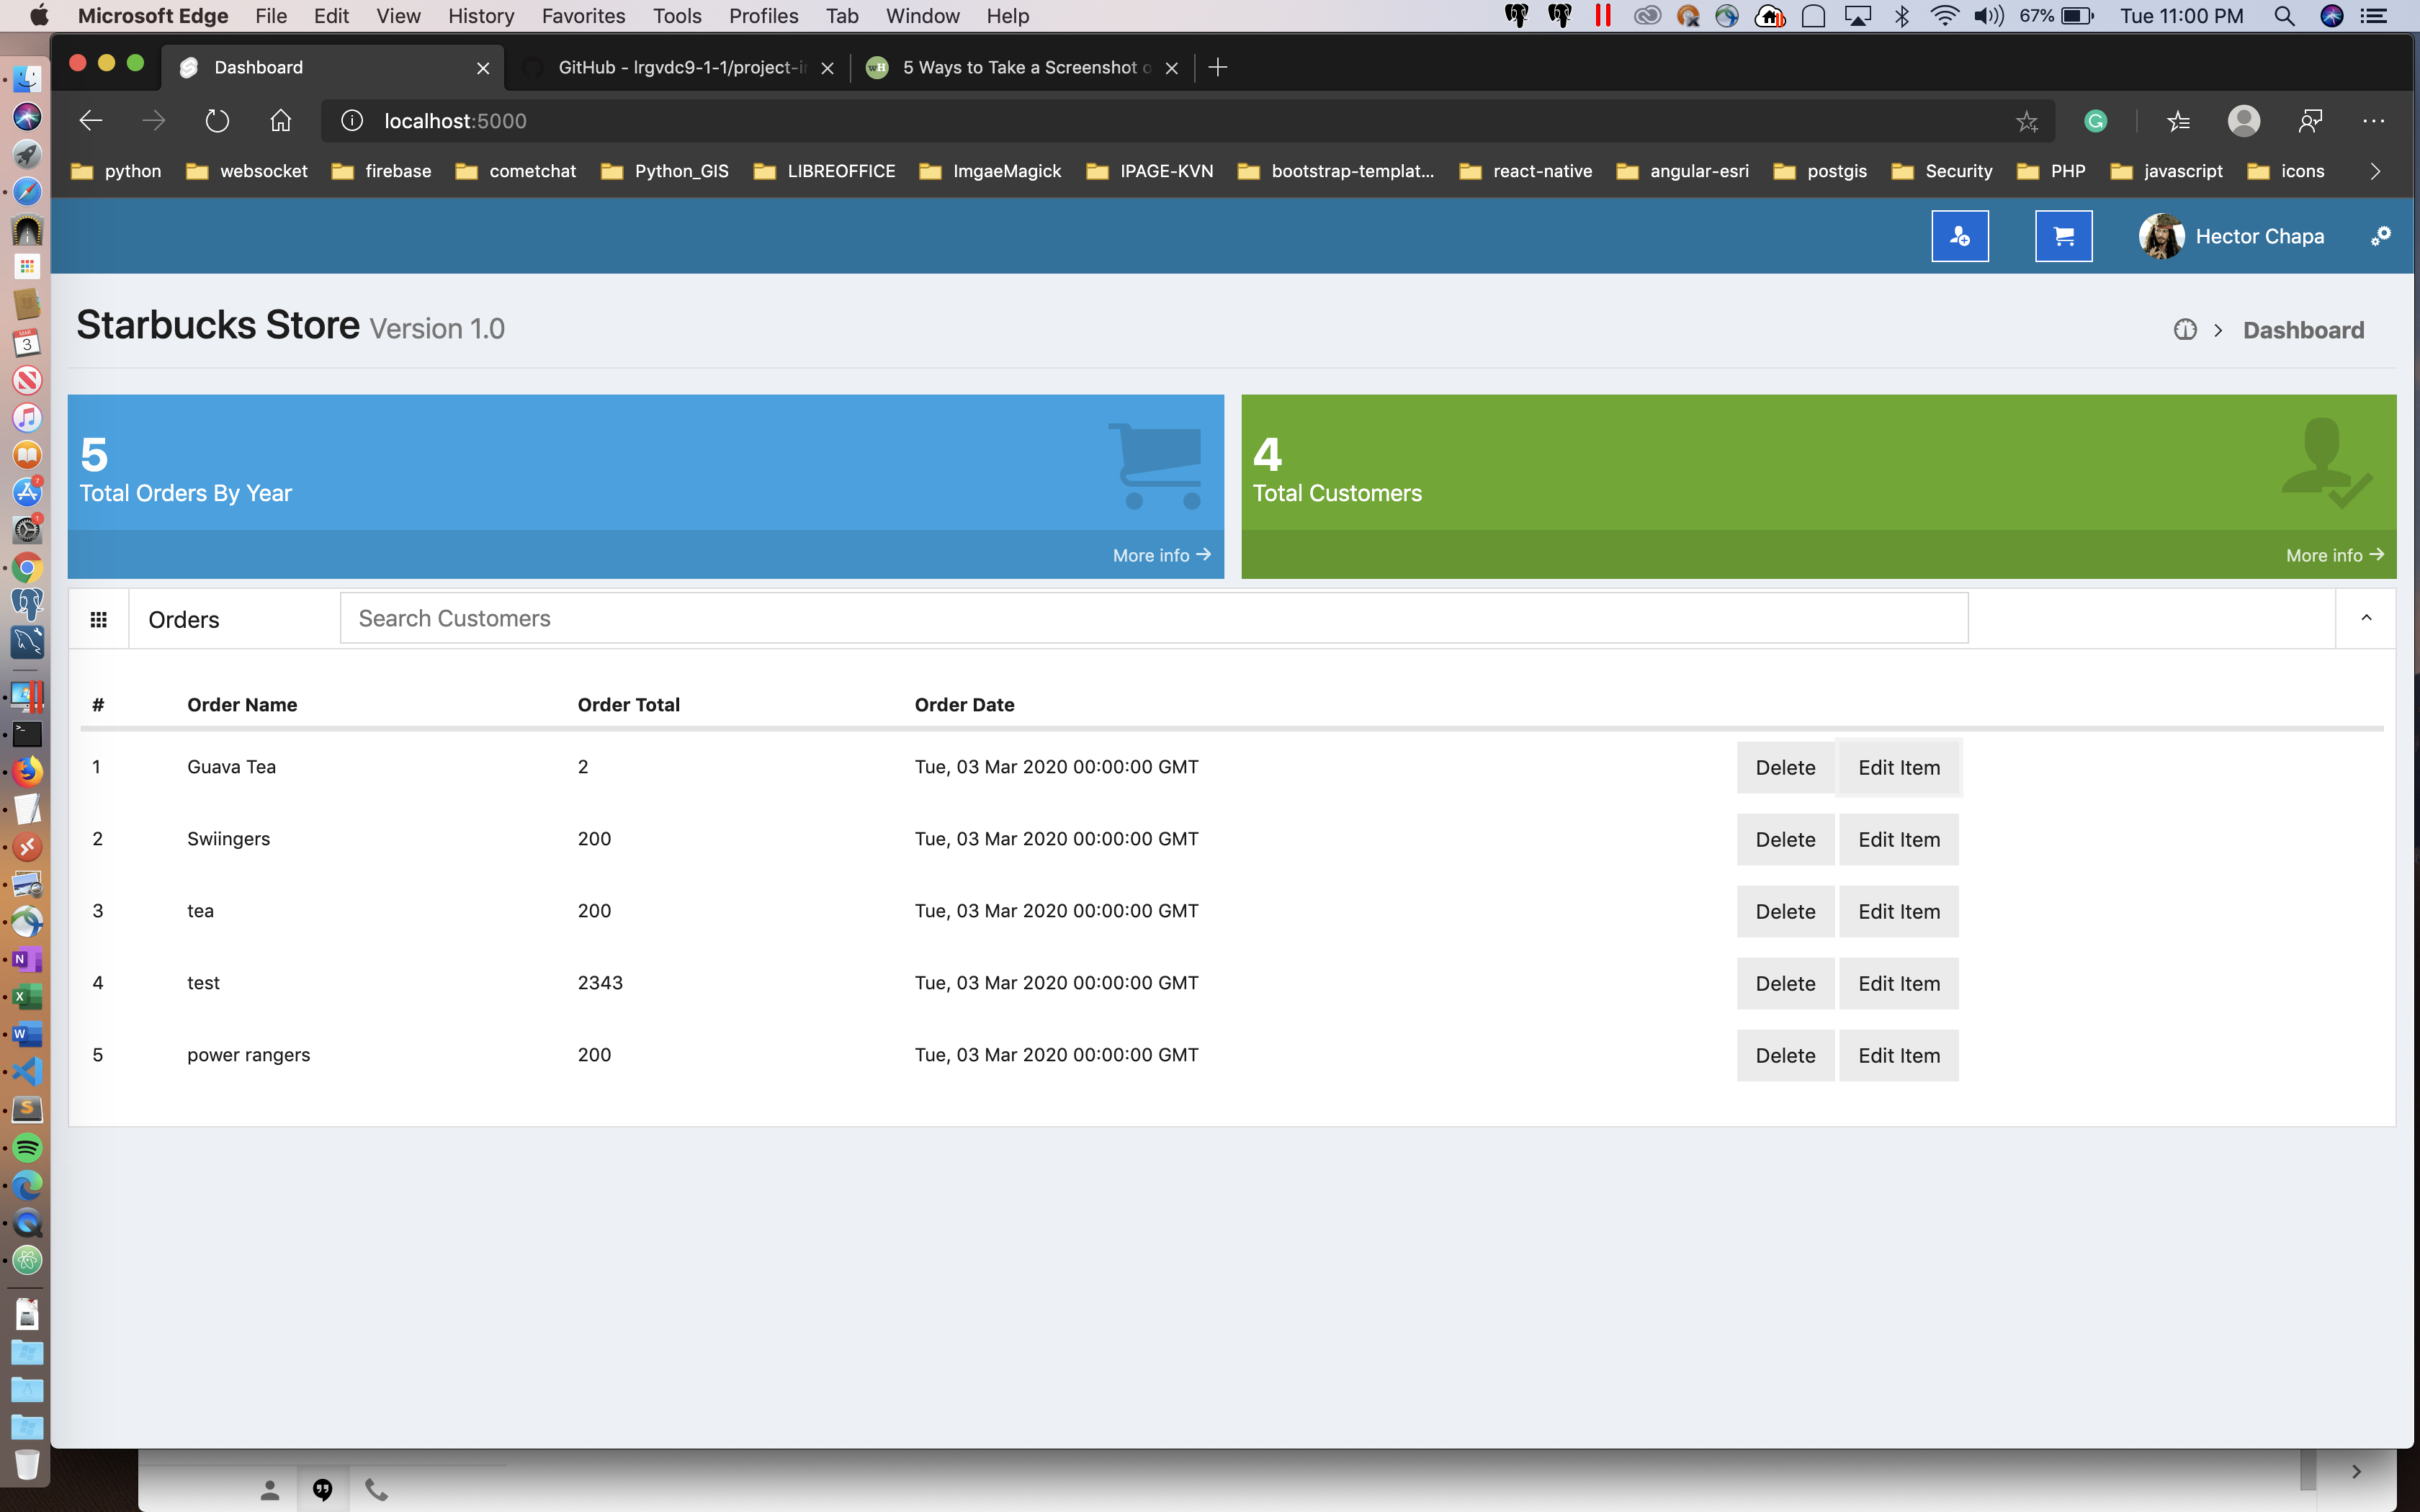 Microsoft Edge File Edit View History Favorites Tools Profiles Tab Window Help 67% Tue 11:00 PM
Dashboard GitHub - lrgvdc9-1-1/project-i 5 Ways to Take a Screenshot o
localhost:5000
python websocket firebase cometchat Python_GIS LIBREOFFICE ImgaeMagick IPAGE-KVN bootstrap-templat... react-native angular-esri postgis Security PHP javascript icons
Hector Chapa
Starbucks Store Version 1.0 Dashboard
5
Total Orders By Year
More info
4
Total Customers
More info
Orders Search Customers
# Order Name Order Total Order Date
1 Guava Tea 2 Tue, 03 Mar 2020 00:00:00 GMT Delete Edit Item
2 Swiingers 200 Tue, 03 Mar 2020 00:00:00 GMT Delete Edit Item
3 tea 200 Tue, 03 Mar 2020 00:00:00 GMT Delete Edit Item
4 test 2343 Tue, 03 Mar 2020 00:00:00 GMT Delete Edit Item
5 power rangers 200 Tue, 03 Mar 2020 00:00:00 GMT Delete Edit Item